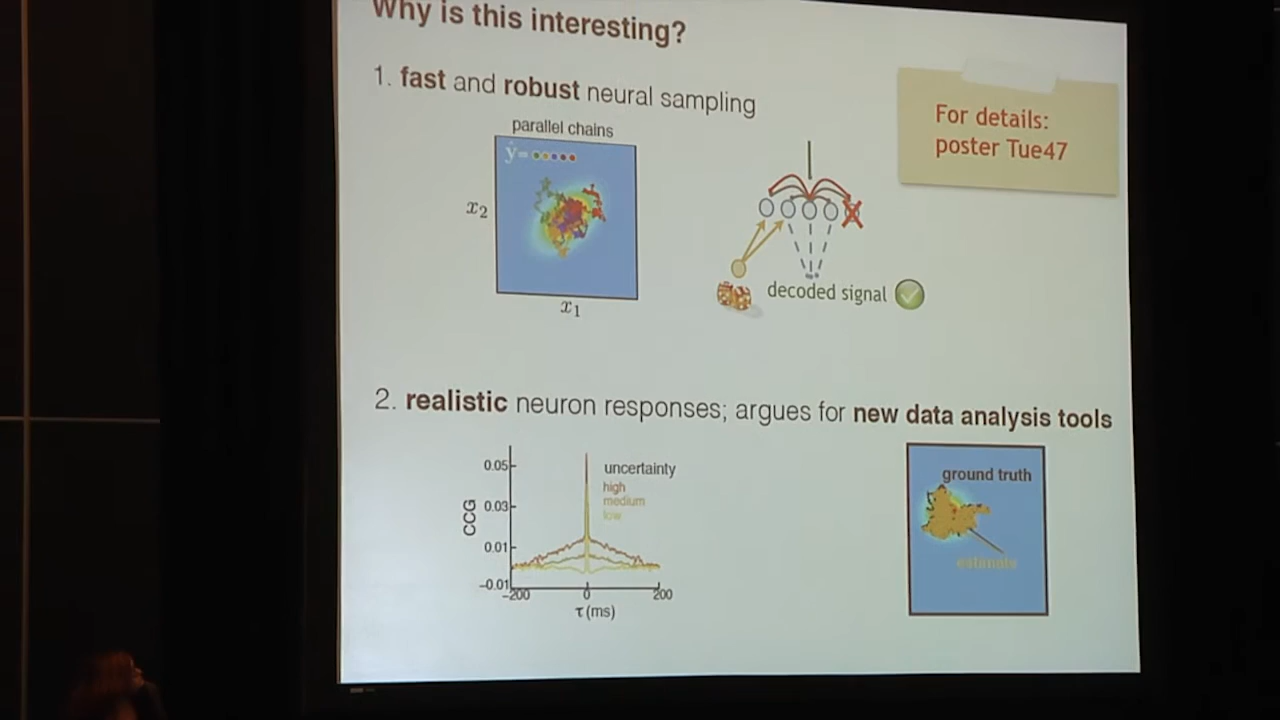 Why is this interesting?
1. fast and robust neural sampling
For details:
poster Tue47
parallel chains
ŷ=
x2
x1
decoded signal
2. realistic neuron responses; argues for new data analysis tools
0.05
0.03
0.01
-0.01
CCG
uncertainty
high
medium
low
-200
0
200
τ (ms)
ground truth
estimate